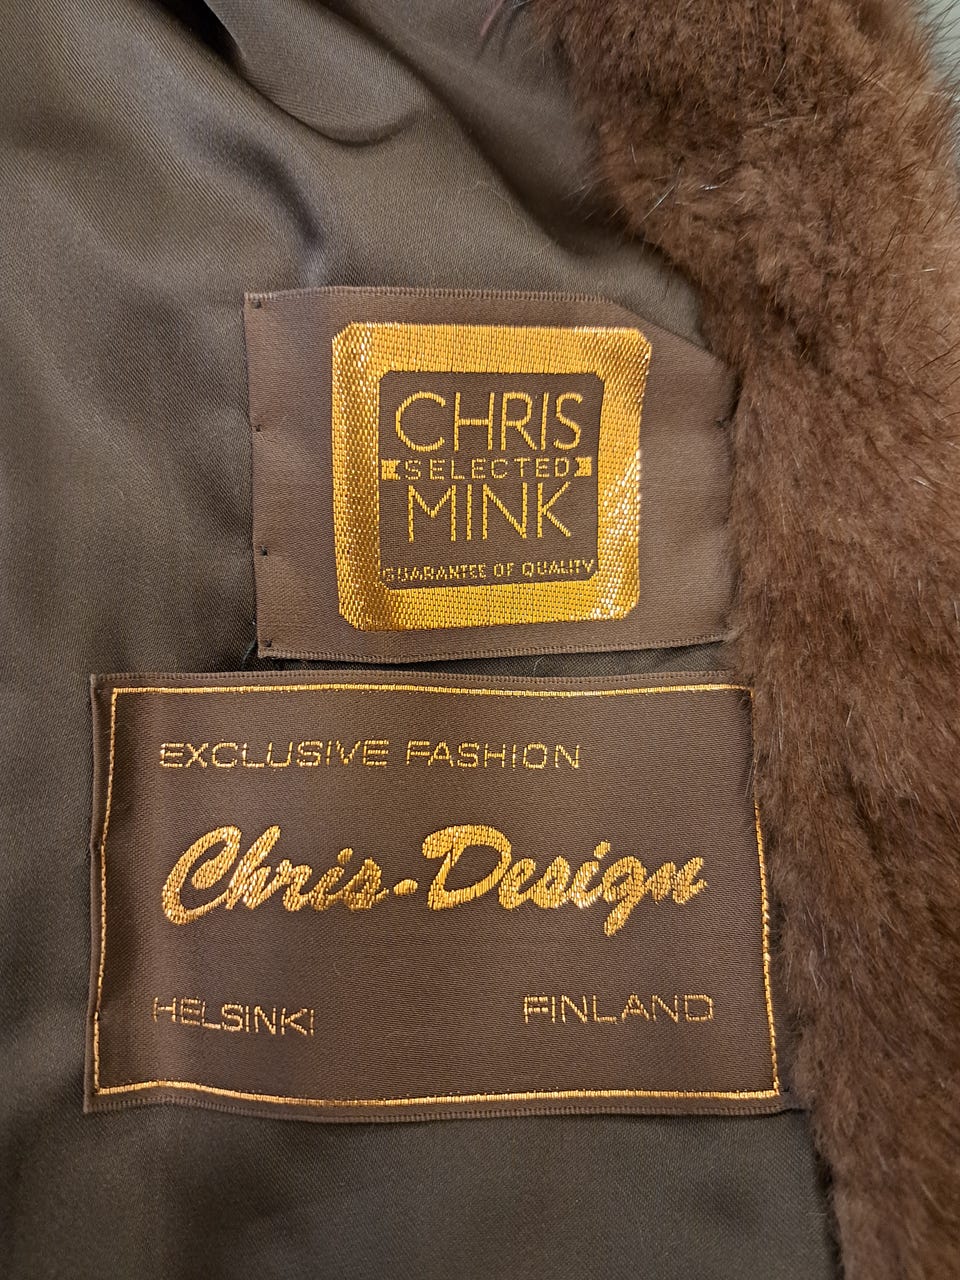 CHRIS
SELECTED
MINK
GUARANTEE OF QUALITY
EXCLUSIVE FASHION
Chris-Design
HELSINKI FINLAND